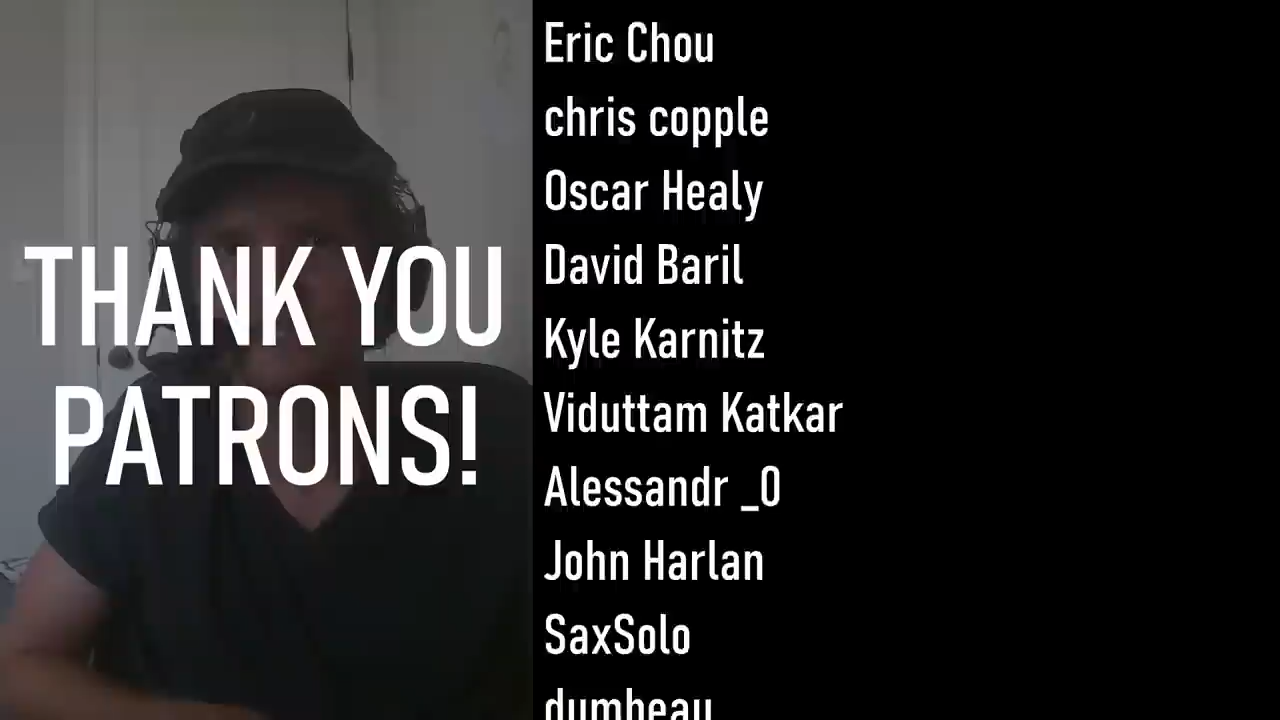 THANK YOU
PATRONS!
Eric Chou
chris copple
Oscar Healy
David Baril
Kyle Karnitz
Viduttam Katkar
Alessandr _O
John Harlan
SaxSolo